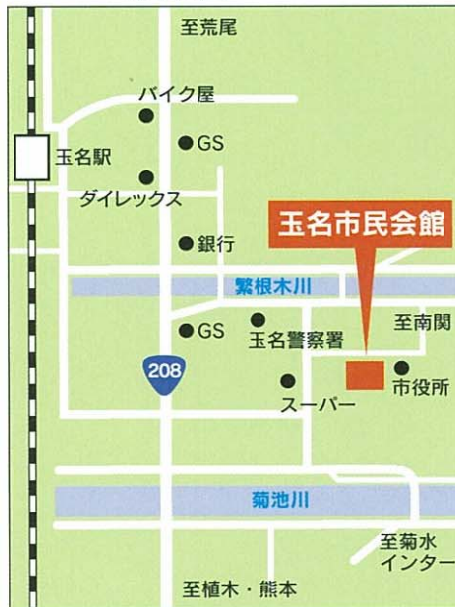 至荒尾
バイク屋
GS
玉名駅
ダイレックス
玉名市民会館
銀行
繁根木川
至南関
GS
玉名警察署
208
市役所
スーパー
菊池川
至菊水
インター
至植木・熊本